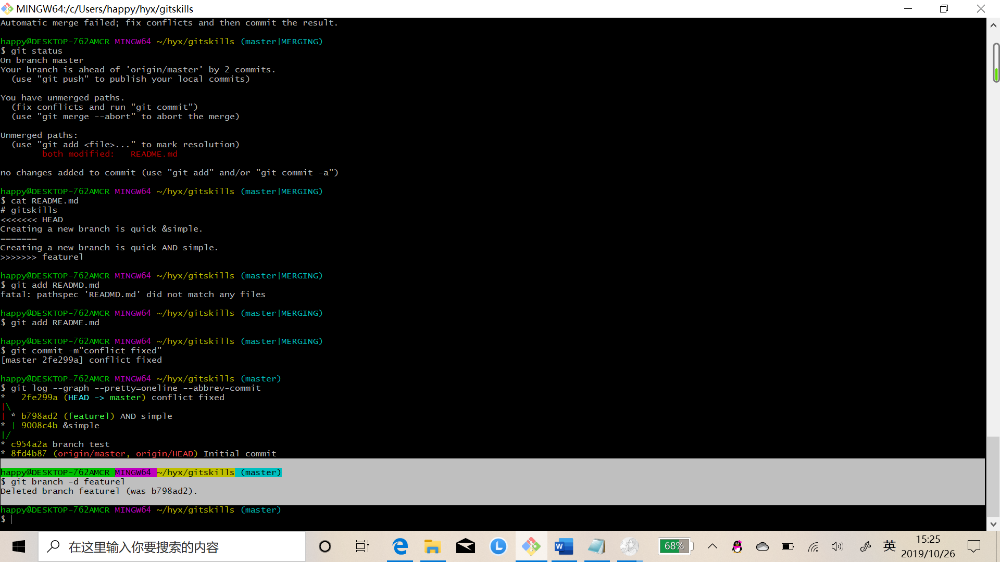 MINGW64:/c/Users/happy/hyx/gitskills
Automatic merge failed; fix conflicts and then commit the result.
happy@DESKTOP-762AMCR MINGW64 ~/hyx/gitskills (master|MERGING)
$ git status
On branch master
Your branch is ahead of 'origin/master' by 2 commits.
  (use "git push" to publish your local commits)
You have unmerged paths.
  (fix conflicts and run "git commit")
  (use "git merge --abort" to abort the merge)
Unmerged paths:
  (use "git add <file>..." to mark resolution)
        both modified:   README.md
no changes added to commit (use "git add" and/or "git commit -a")
happy@DESKTOP-762AMCR MINGW64 ~/hyx/gitskills (master|MERGING)
$ cat README.md
# gitskills
<<<<<<< HEAD
Creating a new branch is quick &simple.
=======
Creating a new branch is quick AND simple.
>>>>>>> featurel
happy@DESKTOP-762AMCR MINGW64 ~/hyx/gitskills (master|MERGING)
$ git add READMD.md
fatal: pathspec 'READMD.md' did not match any files
happy@DESKTOP-762AMCR MINGW64 ~/hyx/gitskills (master|MERGING)
$ git add README.md
happy@DESKTOP-762AMCR MINGW64 ~/hyx/gitskills (master|MERGING)
$ git commit -m"conflict fixed"
[master 2fe299a] conflict fixed
happy@DESKTOP-762AMCR MINGW64 ~/hyx/gitskills (master)
$ git log --graph --pretty=oneline --abbrev-commit
*   2fe299a (HEAD -> master) conflict fixed
|\
| * b798ad2 (featurel) AND simple
* | 9008c4b &simple
|/
* c954a2a branch test
* 8fd4b87 (origin/master, origin/HEAD) Initial commit
happy@DESKTOP-762AMCR MINGW64 ~/hyx/gitskills (master)
$ git branch -d featurel
Deleted branch featurel (was b798ad2).
happy@DESKTOP-762AMCR MINGW64 ~/hyx/gitskills (master)
$
在这里输入你要搜索的内容
68%
英
15:25
2019/10/26